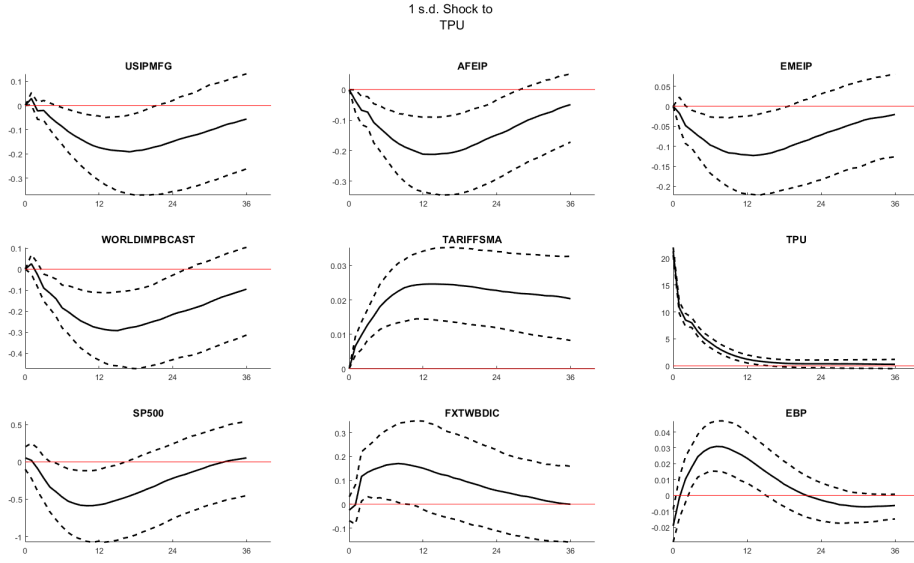 1 s.d. Shock to
TPU
USIPMFG
0.1
0
-0.1
-0.2
-0.3
0 12 24 36
AFEIP
0
-0.1
-0.2
-0.3
0 12 24 36
EMEIP
0.05
0
-0.05
-0.1
-0.15
-0.2
0 12 24 36
WORLDIMPBCAST
0.1
0
-0.1
-0.2
-0.3
-0.4
0 12 24 36
TARIFFSMA
0.03
0.02
0.01
0
0 12 24 36
TPU
20
15
10
5
0
0 12 24 36
SP500
0.5
0
-0.5
-1
0 12 24 36
FXTWBDIC
0.3
0.2
0.1
0
-0.1
0 12 24 36
EBP
0.04
0.03
0.02
0.01
0
-0.01
-0.02
0 12 24 36